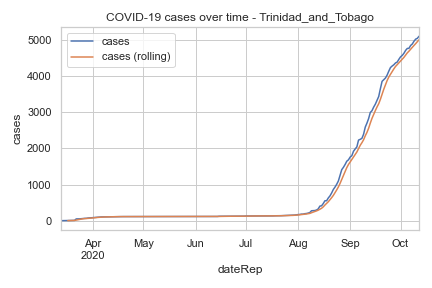 COVID-19 cases over time - Trinidad_and_Tobago
cases
cases (rolling)
5000
4000
3000
2000
1000
0
cases
Apr
2020
May
Jun
Jul
Aug
Sep
Oct
dateRep